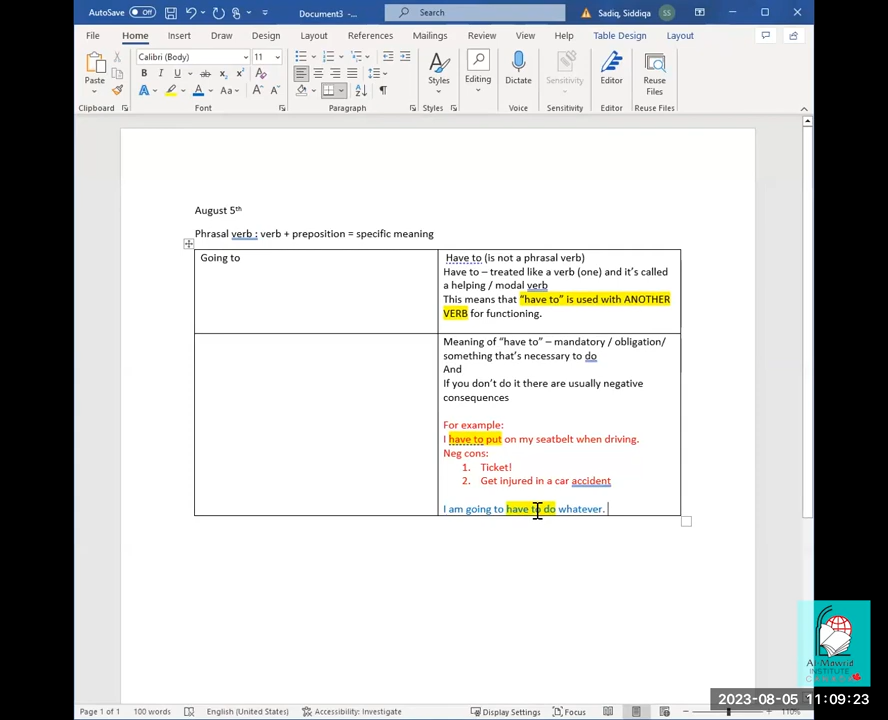 AutoSave Off Document3 -... Search Sadiq, Siddiqa SS
File Home Insert Draw Design Layout References Mailings Review View Help Table Design Layout
Calibri (Body) 11
Paste Styles Editing Dictate Sensitivity Editor Reuse Files
Clipboard Font Paragraph Styles Voice Sensitivity Editor Reuse Files
August 5th
Phrasal verb : verb + preposition = specific meaning
Going to
Have to (is not a phrasal verb)
Have to – treated like a verb (one) and it's called
a helping / modal verb
This means that "have to" is used with ANOTHER
VERB for functioning.
Meaning of "have to" – mandatory / obligation/
something that's necessary to do
And
If you don't do it there are usually negative
consequences
For example:
I have to put on my seatbelt when driving.
Neg cons:
1. Ticket!
2. Get injured in a car accident
I am going to have to do whatever.
Al-Mawrid
INSTITUTE
CANADA
2023-08-05 11:09:23
Page 1 of 1 100 words English (United States) Accessibility: Investigate Display Settings Focus 110%